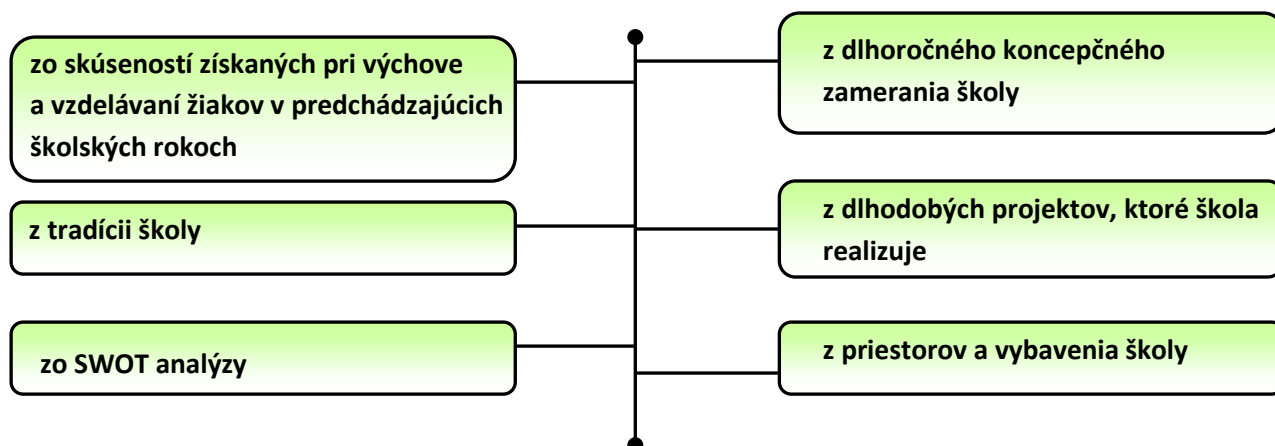 zo skúseností získaných pri výchove
a vzdelávaní žiakov v predchádzajúcich
školských rokoch
z tradícii školy
zo SWOT analýzy
z dlhoročného koncepčného
zamerania školy
z dlhodobých projektov, ktoré škola
realizuje
z priestorov a vybavenia školy